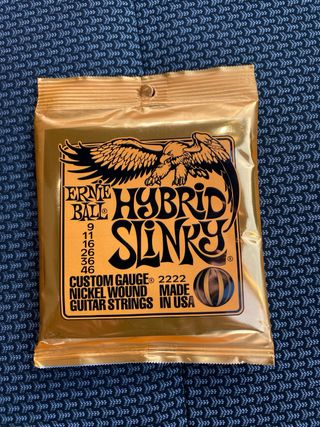 ERNIE
BALL®
HYBRID
SLINKY®
9
11
16
26
36
46
CUSTOM GAUGE® 2222
NICKEL WOUND MADE
GUITAR STRINGS IN USA